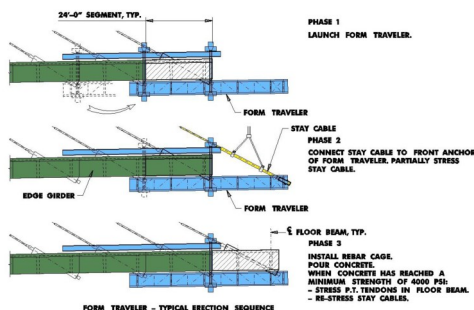 24'-0" SEGMENT, TYP.
PHASE 1
LAUNCH FORM TRAVELER.
FORM TRAVELER
STAY CABLE
PHASE 2
CONNECT STAY CABLE TO FRONT ANCHOR
OF FORM TRAVELER. PARTIALLY STRESS
STAY CABLE.
EDGE GIRDER
FORM TRAVELER
℄ FLOOR BEAM, TYP.
PHASE 3
INSTALL REBAR CAGE.
POUR CONCRETE.
WHEN CONCRETE HAS REACHED A
MINIMUM STRENGTH OF 4000 PSI:
- STRESS P.T. TENDONS IN FLOOR BEAM.
- RE-STRESS STAY CABLES.
FORM TRAVELER - TYPICAL ERECTION SEQUENCE